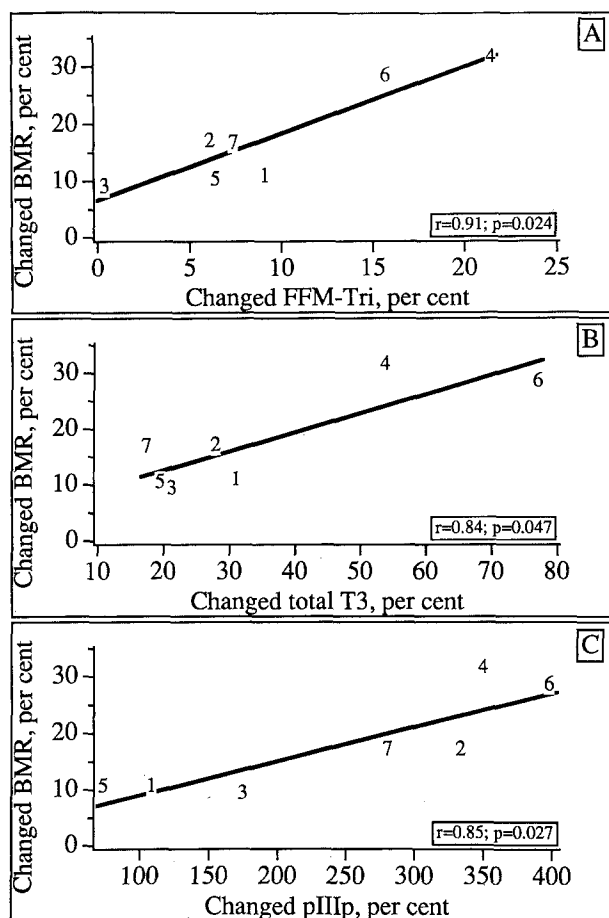 A
Changed BMR, per cent
30
20
10
0
4
6
2
7
5
1
3
r=0.91; p=0.024
0 5 10 15 20 25
Changed FFM-Tri, per cent
B
Changed BMR, per cent
30
20
10
0
4
6
7
2
5
9
1
r=0.84; p=0.047
10 20 30 40 50 60 70 80
Changed total T3, per cent
C
Changed BMR, per cent
30
20
10
0
4
6
7
2
5
1
3
r=0.85; p=0.027
100 150 200 250 300 350 400
Changed pIIIp, per cent